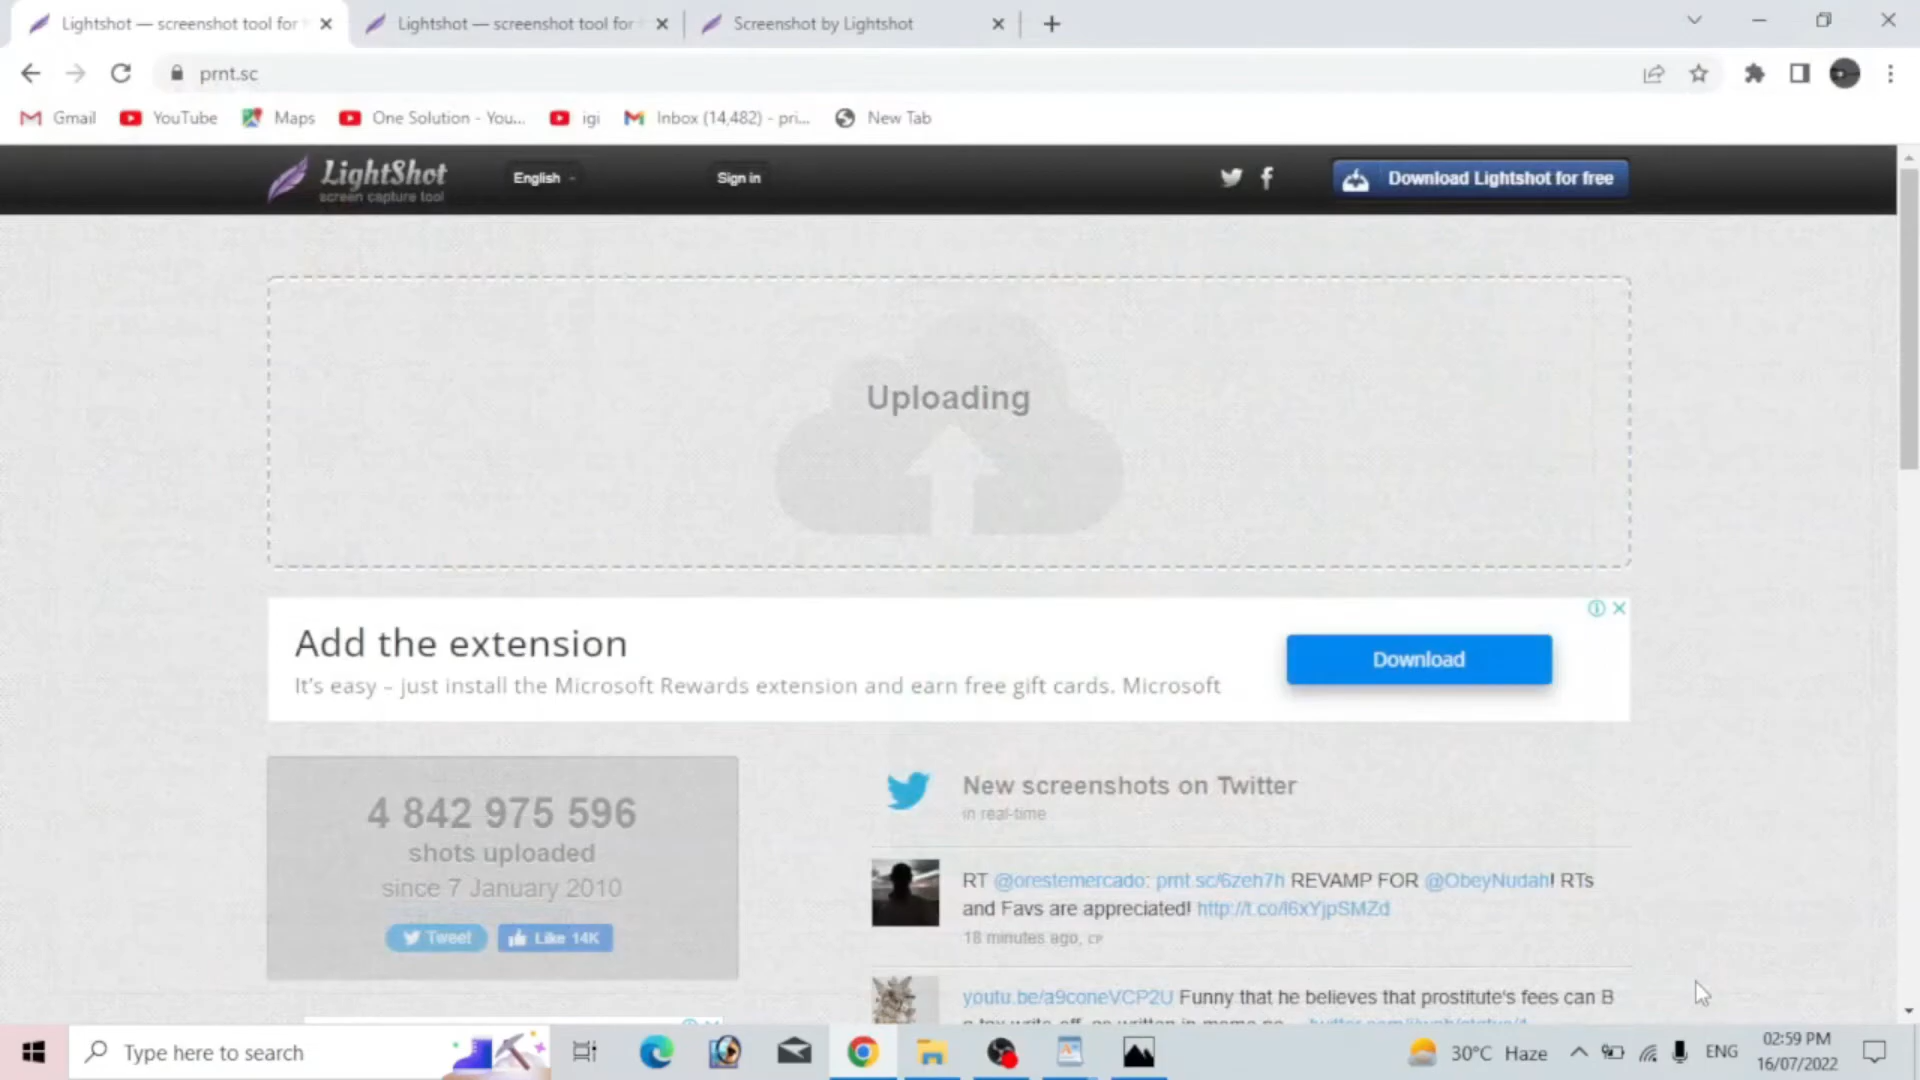 Lightshot — screenshot tool for
Lightshot — screenshot tool for
Screenshot by Lightshot
prnt.sc
Gmail
YouTube
Maps
One Solution - You...
igi
Inbox (14,482) - pri...
New Tab
LightShot
screen capture tool
English
Sign in
Download Lightshot for free
Uploading
Add the extension
It's easy – just install the Microsoft Rewards extension and earn free gift cards. Microsoft
Download
4 842 975 596
shots uploaded
since 7 January 2010
Tweet
Like 14K
New screenshots on Twitter
in real-time
RT @orestemercado: prnt.sc/6zeh7h REVAMP FOR @ObeyNudah! RTs
and Favs are appreciated! http://t.co/l6xYjpSMZd
18 minutes ago, CP
youtu.be/a9coneVCP2U Funny that he believes that prostitute's fees can B
Type here to search
30°C Haze
ENG
02:59 PM
16/07/2022